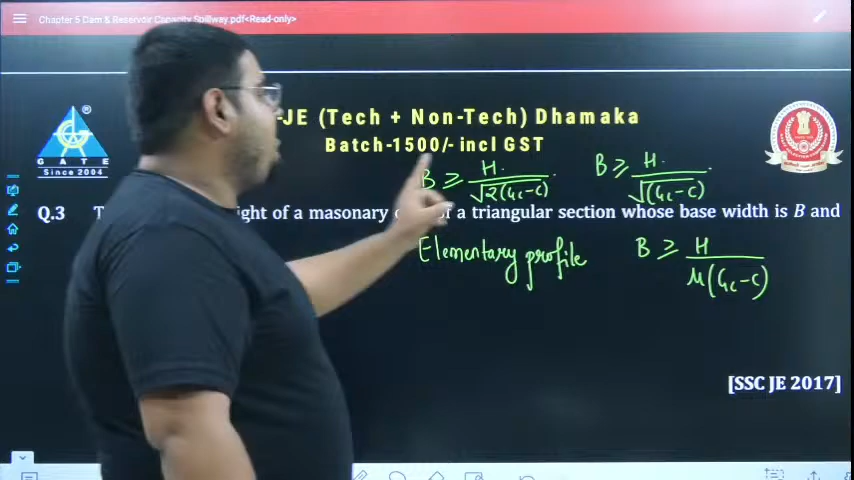 Chapter 5 Dam & Reservoir Capacity Spillway.pdf<Read-only>
-JE (Tech + Non-Tech) Dhamaka
Batch-1500/- incl GST
GATE
Since 2004
B ≥ H / √2(Gc-C)
B ≥ H / √(Gc-C)
Q.3 ight of a masonary of a triangular section whose base width is B and
Elementary profile
B ≥ H / μ(Gc-C)
[SSC JE 2017]